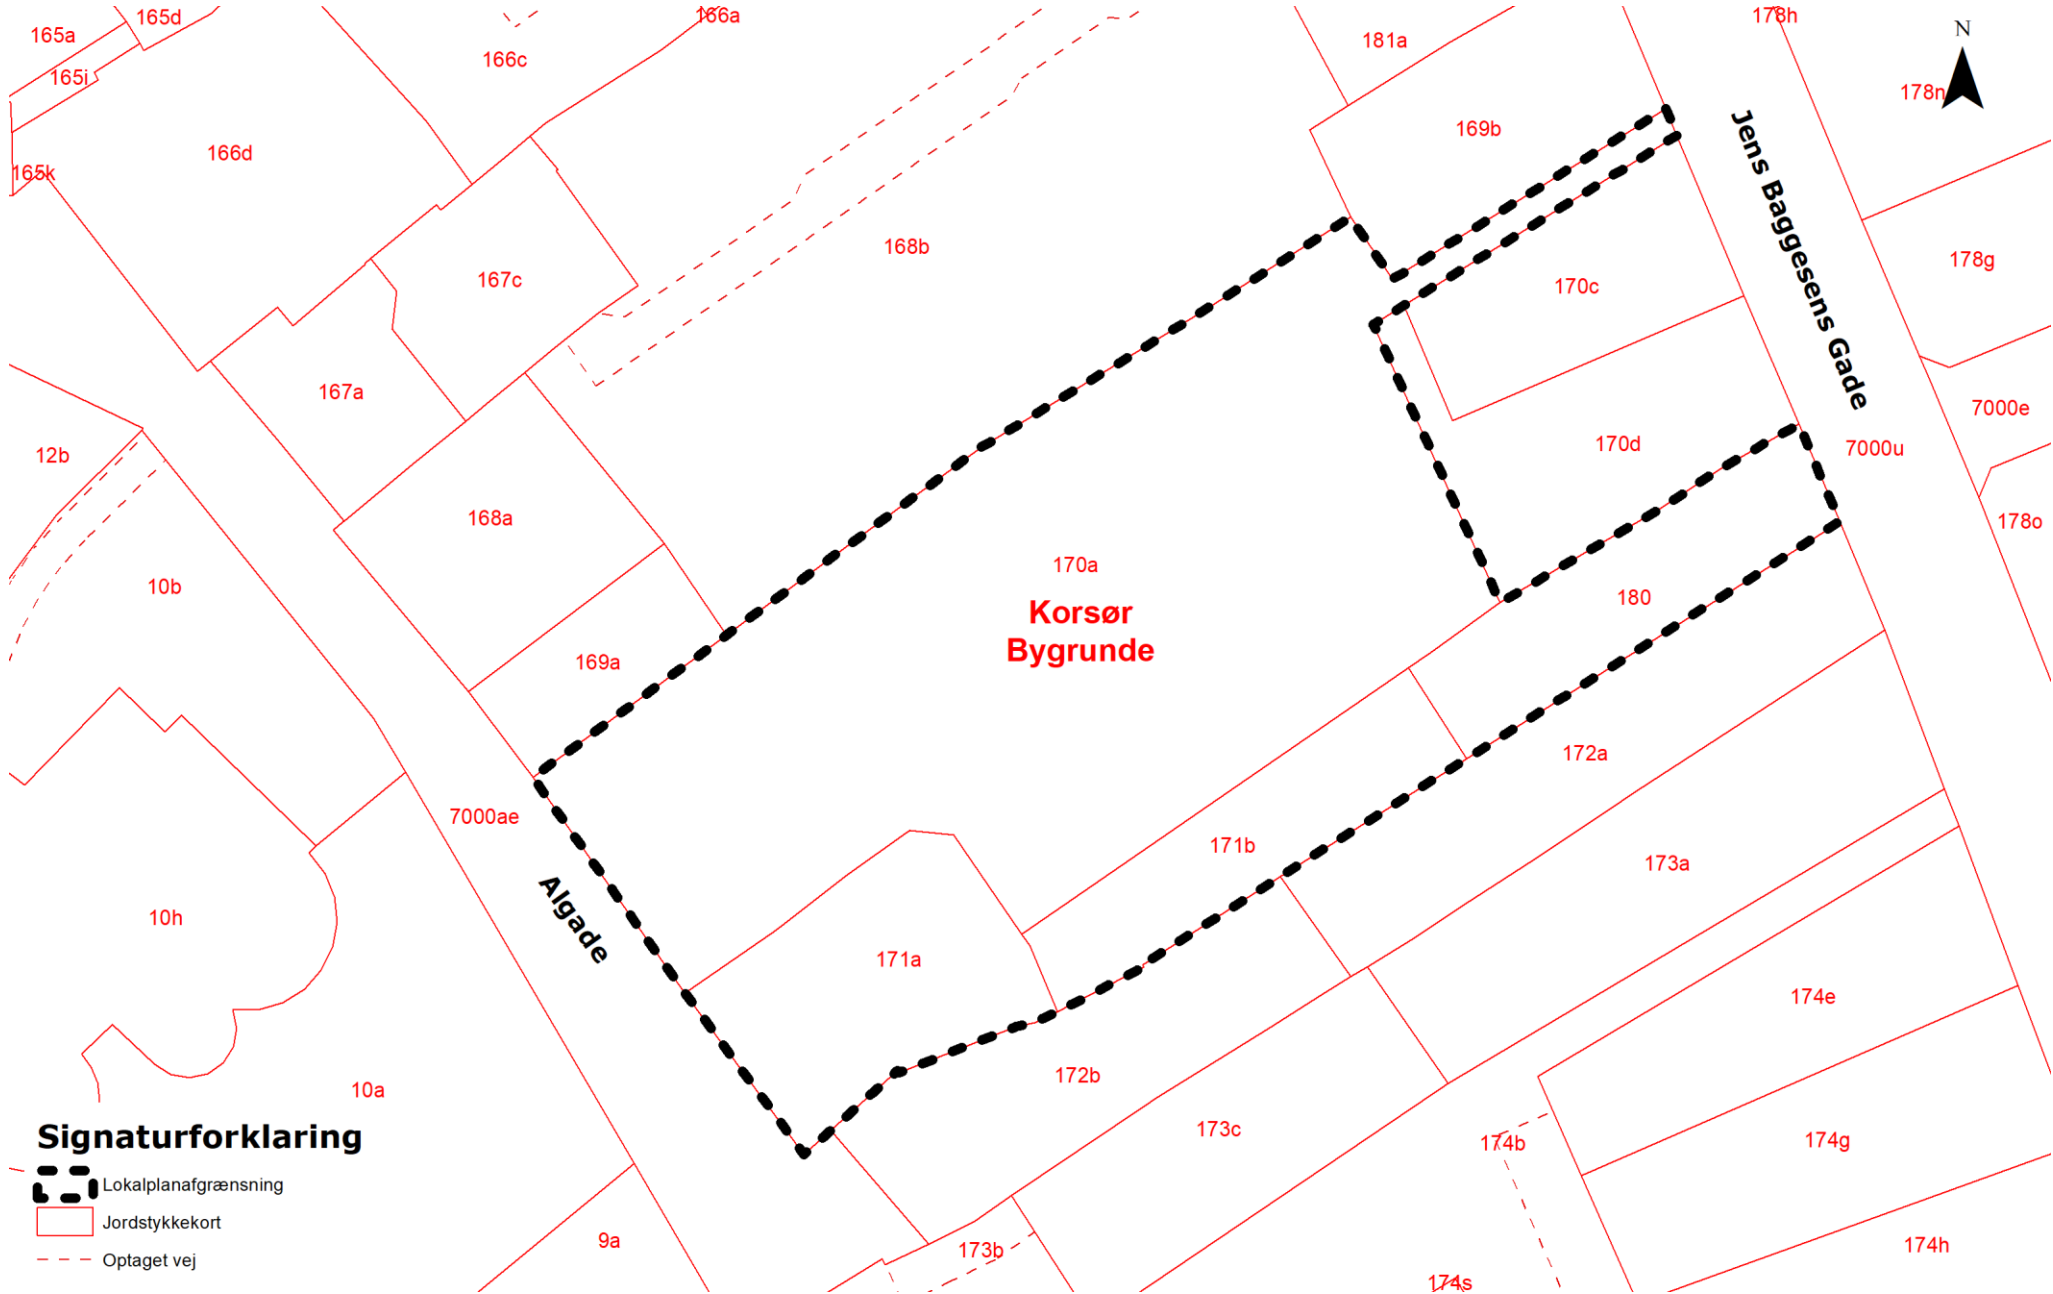 165d
166a
178h
165a
166c
181a
N
165i
178n
169b
166d
165k
Jens Baggesens Gade
168b
178g
167c
170c
167a
7000e
12b
170d
7000u
168a
178o
170a
10b
180
Korsør
Bygrunde
169a
172a
7000ae
171b
173a
Algade
10h
171a
174e
172b
10a
173c
174b
174g
Signaturforklaring
Lokalplanafgrænsning
Jordstykkekort
9a
173b
174h
Optaget vej
174s